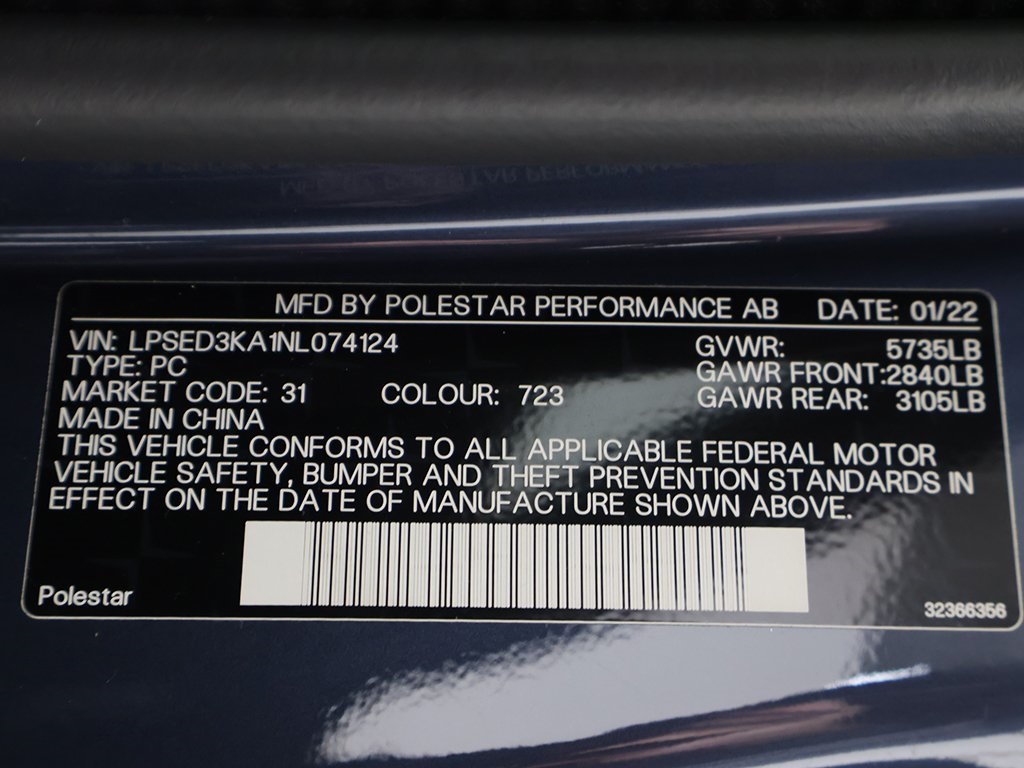 MFD BY POLESTAR PERFORMANCE AB DATE: 01/22
VIN: LPSED3KA1NL074124 GVWR: 5735LB
TYPE: PC GAWR FRONT:2840LB
MARKET CODE: 31 COLOUR: 723 GAWR REAR: 3105LB
MADE IN CHINA
THIS VEHICLE CONFORMS TO ALL APPLICABLE FEDERAL MOTOR
VEHICLE SAFETY, BUMPER AND THEFT PREVENTION STANDARDS IN
EFFECT ON THE DATE OF MANUFACTURE SHOWN ABOVE.
Polestar 32366356